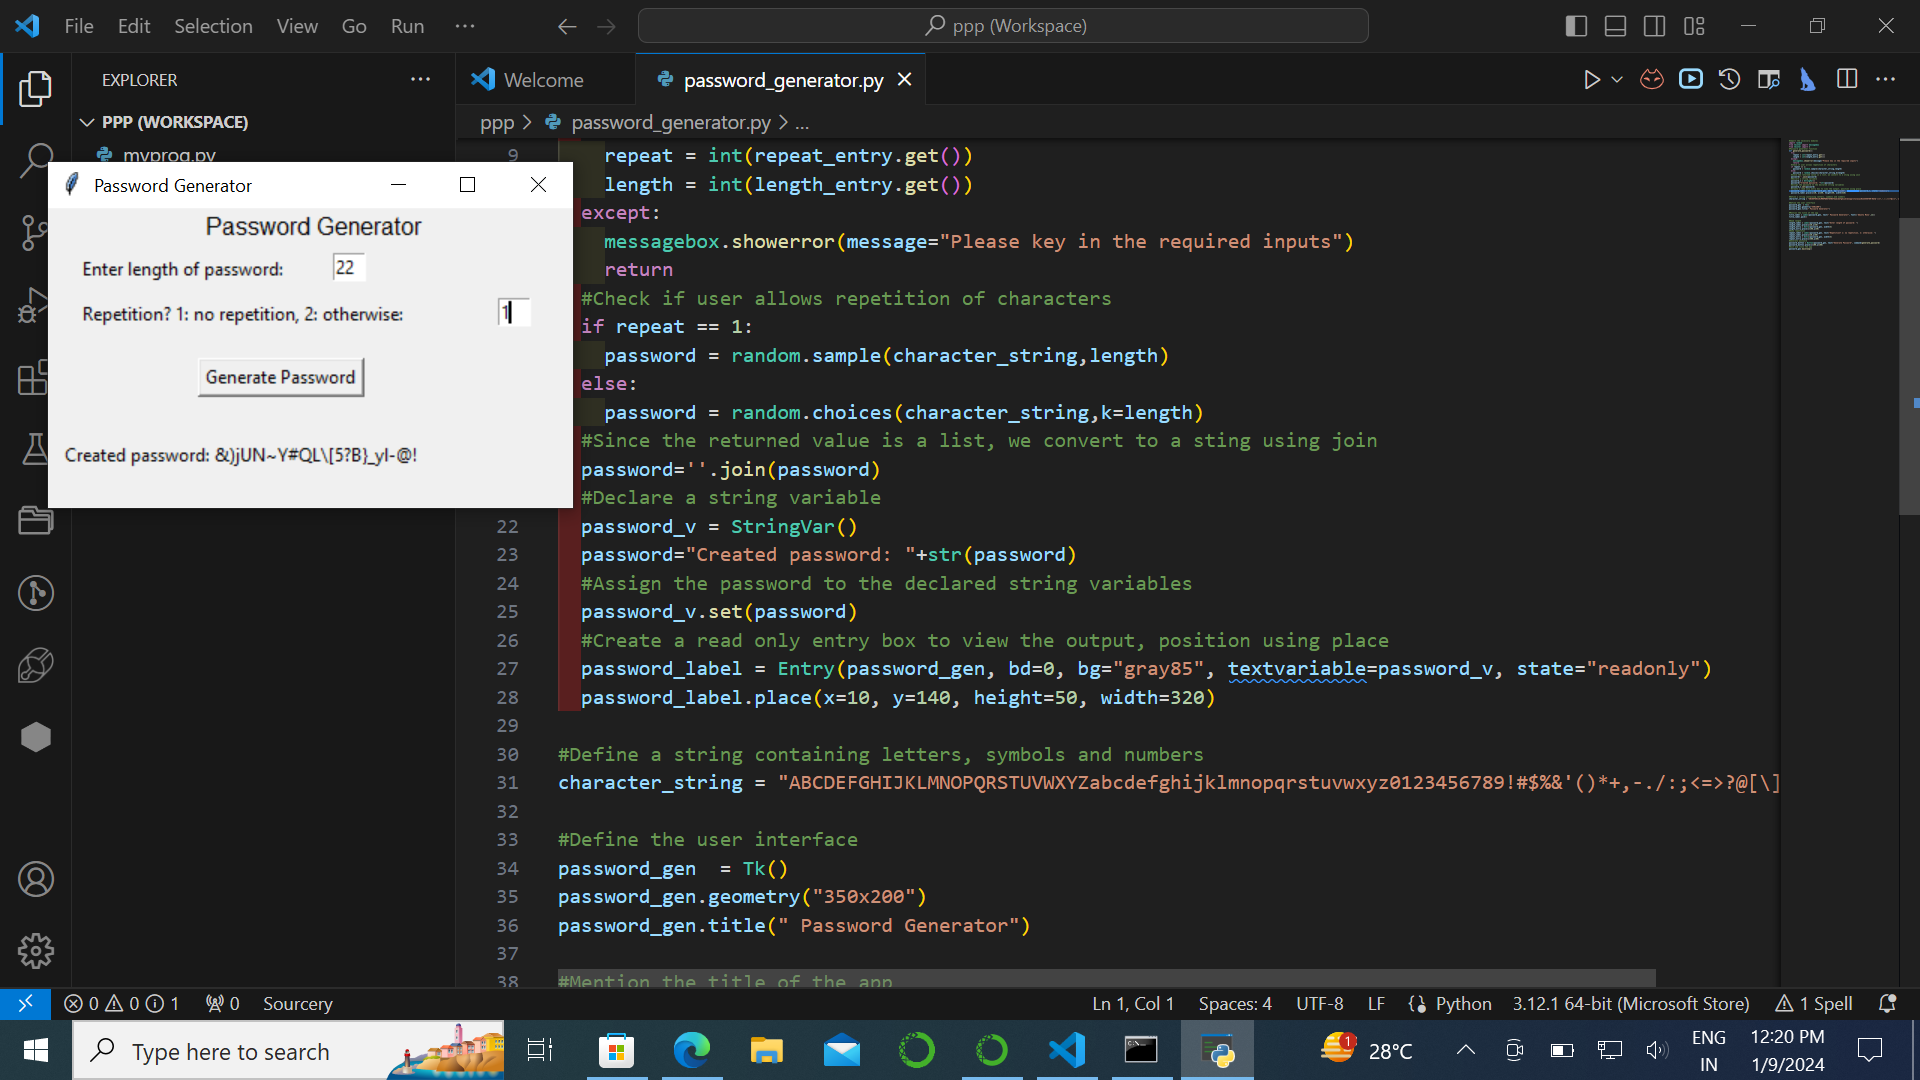 File Edit Selection View Go Run ···
ppp (Workspace)
EXPLORER
PPP (WORKSPACE)
myprog.py
Welcome
password_generator.py
ppp > password_generator.py > ...
Password Generator
Password Generator
Enter length of password: 22
Repetition? 1: no repetition, 2: otherwise: 1
Generate Password
Created password: &)jUN~Y#QL\[5?B}_yI-@!
9 repeat = int(repeat_entry.get())
length = int(length_entry.get())
except:
messagebox.showerror(message="Please key in the required inputs")
return
#Check if user allows repetition of characters
if repeat == 1:
password = random.sample(character_string,length)
else:
password = random.choices(character_string,k=length)
#Since the returned value is a list, we convert to a sting using join
password=''.join(password)
#Declare a string variable
22 password_v = StringVar()
23 password="Created password: "+str(password)
24 #Assign the password to the declared string variables
25 password_v.set(password)
26 #Create a read only entry box to view the output, position using place
27 password_label = Entry(password_gen, bd=0, bg="gray85", textvariable=password_v, state="readonly")
28 password_label.place(x=10, y=140, height=50, width=320)
29
30 #Define a string containing letters, symbols and numbers
31 character_string = "ABCDEFGHIJKLMNOPQRSTUVWXYZabcdefghijklmnopqrstuvwxyz0123456789!#$%&'()*+,-./:;<=>?@[\]
32
33 #Define the user interface
34 password_gen  = Tk()
35 password_gen.geometry("350x200")
36 password_gen.title(" Password Generator")
37
38 #Mention the title of the app
0 0 1 0 Sourcery
Ln 1, Col 1 Spaces: 4 UTF-8 LF Python 3.12.1 64-bit (Microsoft Store) 1 Spell
Type here to search
1 28°C
ENG
IN
12:20 PM
1/9/2024